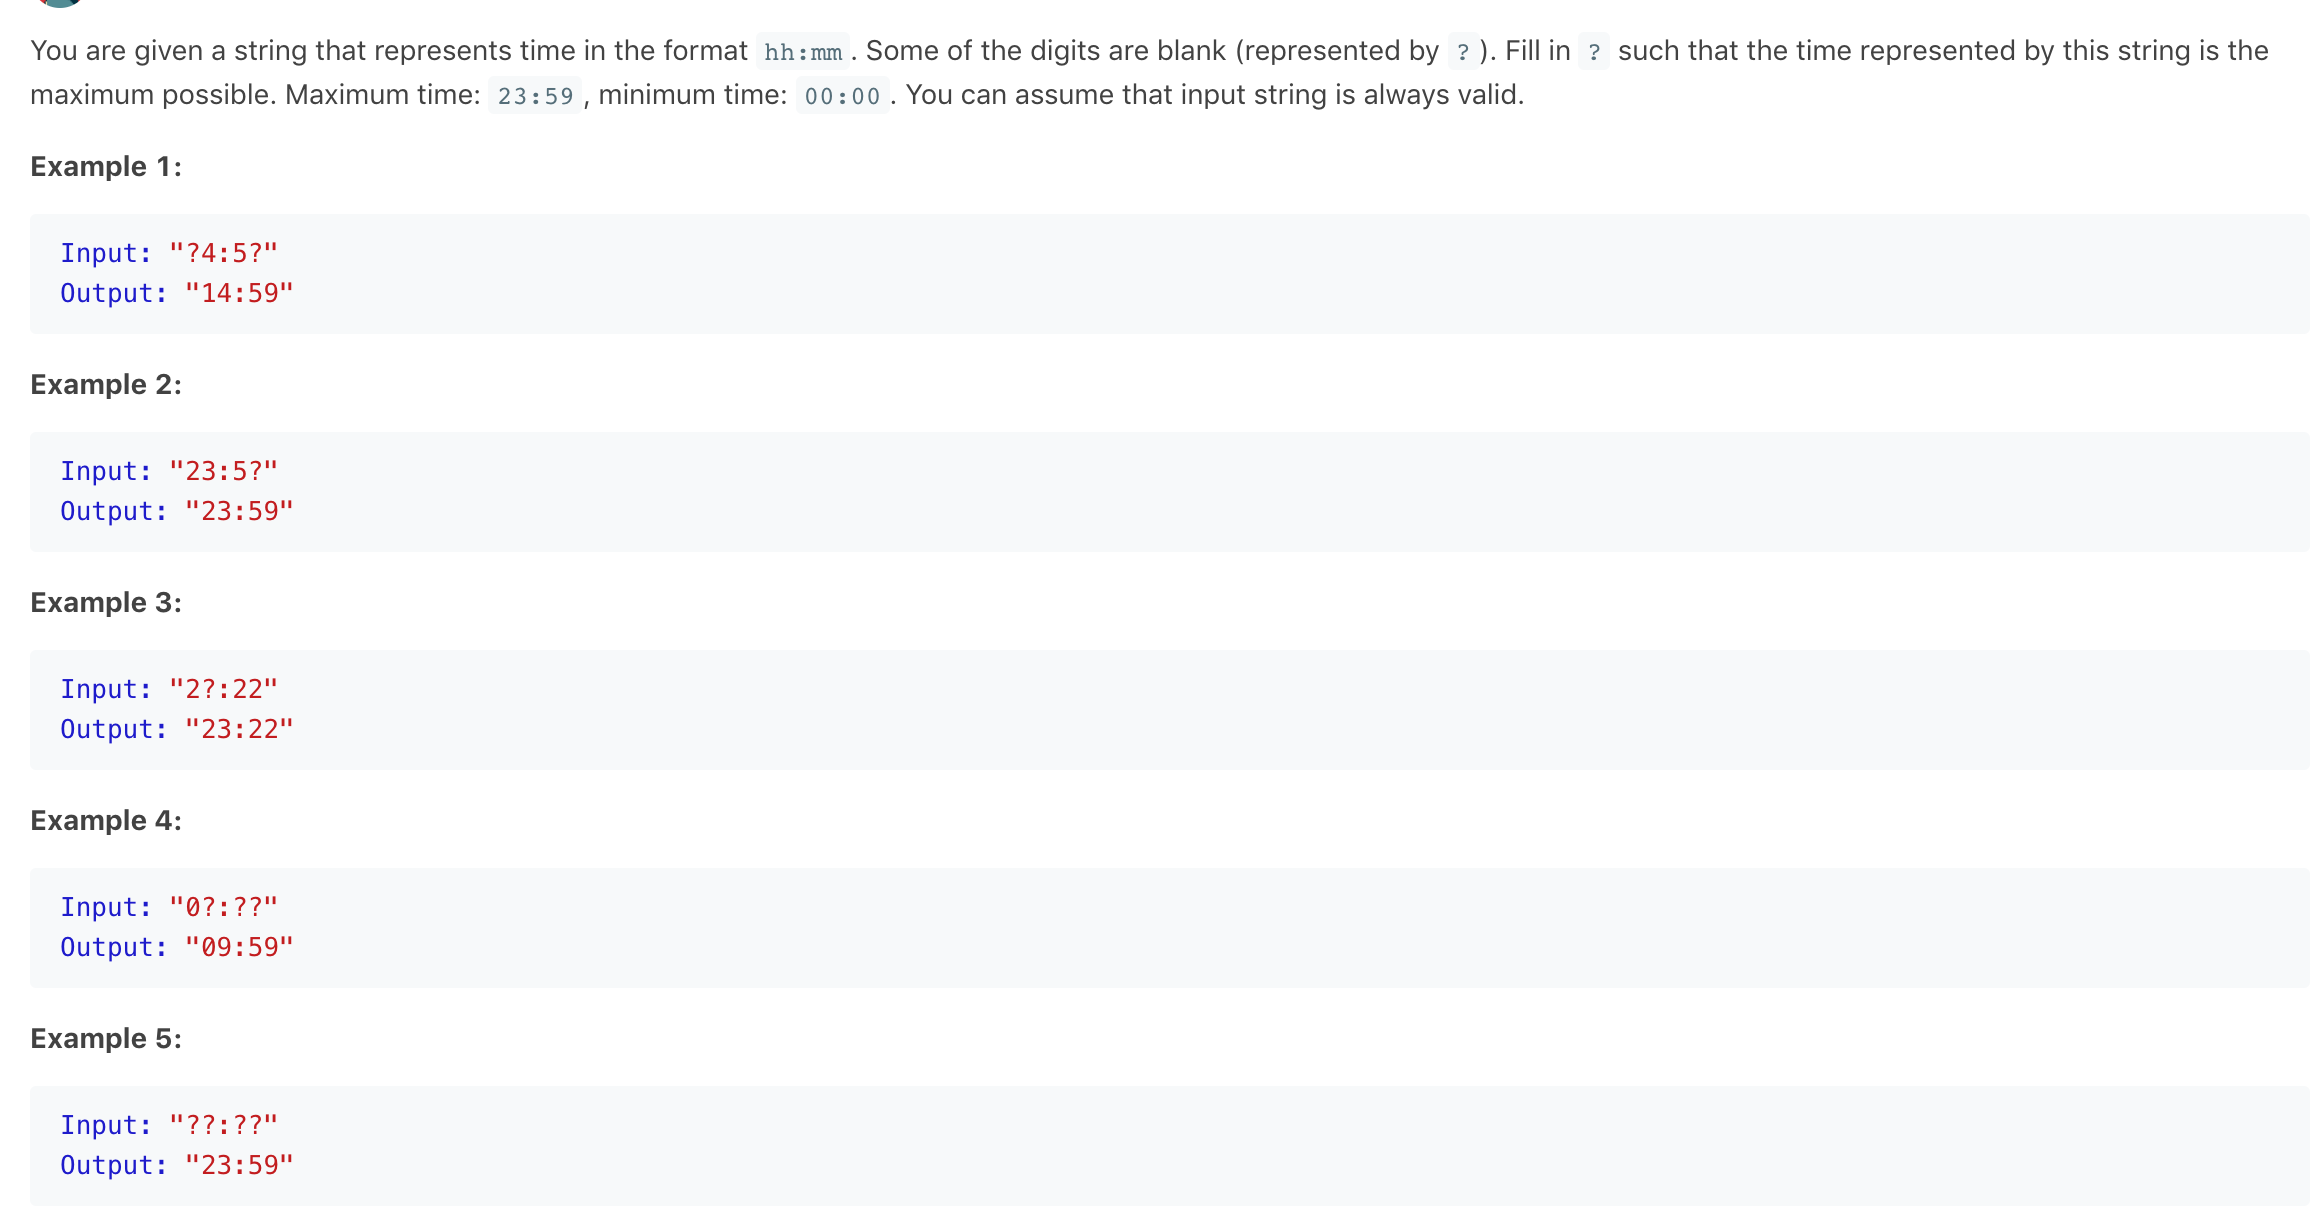 You are given a string that represents time in the format hh:mm. Some of the digits are blank (represented by ?). Fill in ? such that the time represented by this string is the
maximum possible. Maximum time: 23:59, minimum time: 00:00. You can assume that input string is always valid.
Example 1:
Input: "?4:5?"
Output: "14:59"
Example 2:
Input: "23:5?"
Output: "23:59"
Example 3:
Input: "2?:22"
Output: "23:22"
Example 4:
Input: "0?:??"
Output: "09:59"
Example 5:
Input: "??:??"
Output: "23:59"